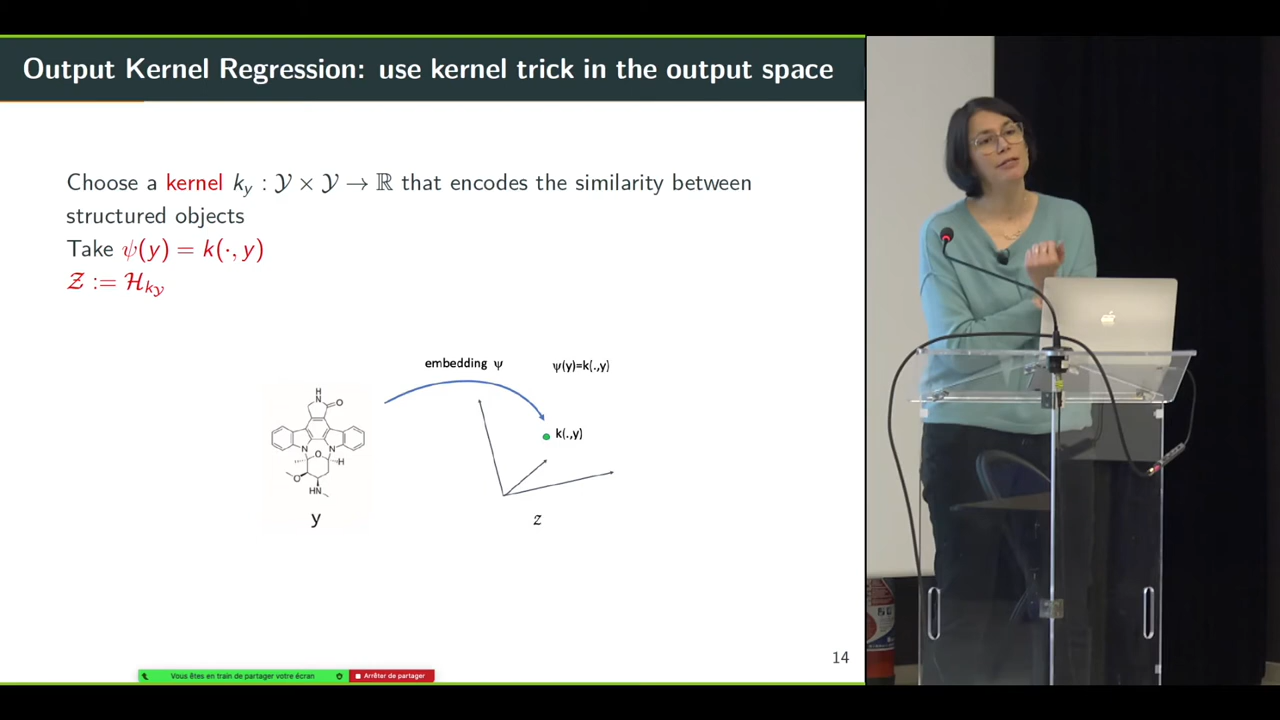 Output Kernel Regression: use kernel trick in the output space
Choose a kernel k_y : 𝒴 × 𝒴 → ℝ that encodes the similarity between
structured objects
Take ψ(y) = k(·, y)
𝒵 := ℋ_{k_𝒴}
embedding ψ
ψ(y)=k(.,y)
k(.,y)
H
N
O
N
N
O
H
O
HN
y
𝒵
14
Vous êtes en train de partager votre écran
Arrêter de partager